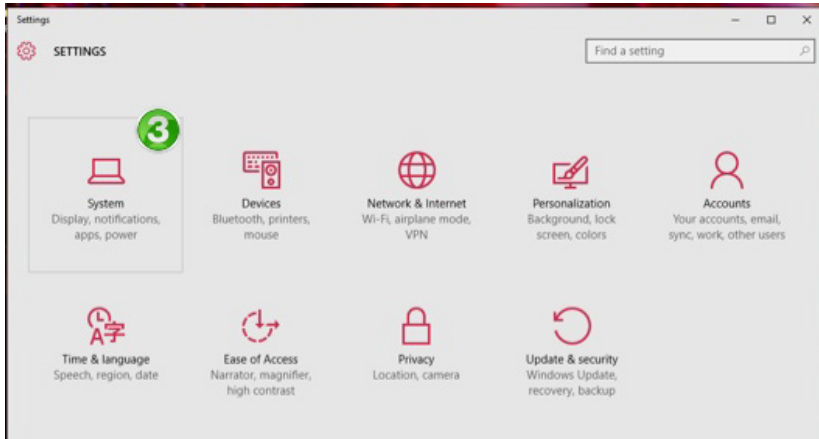 Settings
SETTINGS
Find a setting
3
System
Display, notifications,
apps, power
Devices
Bluetooth, printers,
mouse
Network & Internet
Wi-Fi, airplane mode,
VPN
Personalization
Background, lock
screen, colors
Accounts
Your accounts, email,
sync, work, other users
A字
Time & language
Speech, region, date
Ease of Access
Narrator, magnifier,
high contrast
Privacy
Location, camera
Update & security
Windows Update,
recovery, backup